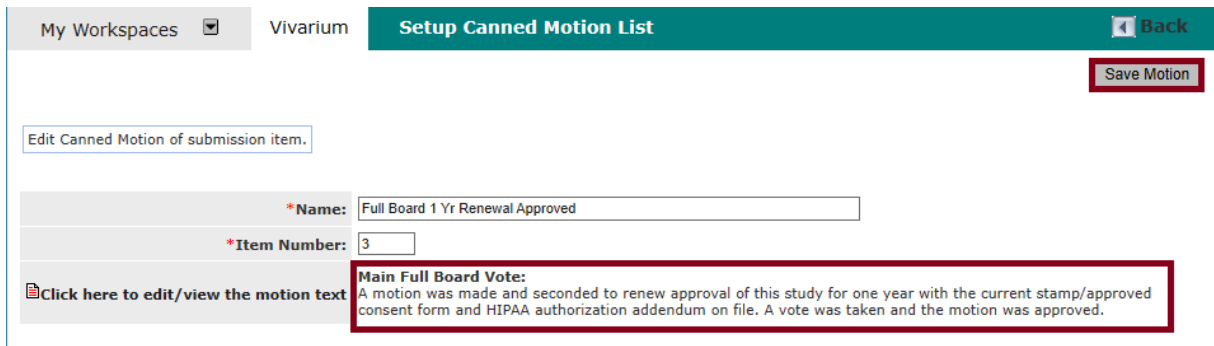 My Workspaces Vivarium Setup Canned Motion List Back
Save Motion
Edit Canned Motion of submission item.
*Name: Full Board 1 Yr Renewal Approved
*Item Number: 3
Click here to edit/view the motion text
Main Full Board Vote:
A motion was made and seconded to renew approval of this study for one year with the current stamp/approved
consent form and HIPAA authorization addendum on file. A vote was taken and the motion was approved.